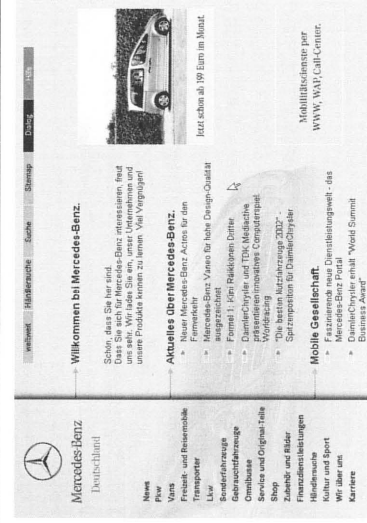 weltweit Händlersuche Suche Sitemap Dialog Hilfe
Mercedes-Benz
Deutschland
News
Pkw
Vans
Freizeit- und Reisemobile
Transporter
Lkw
Sonderfahrzeuge
Gebrauchtfahrzeuge
Omnibusse
Service und Original-Teile
Shop
Zubehör und Räder
Finanzdienstleistungen
Händlersuche
Kultur und Sport
Wir über uns
Karriere
Willkommen bei Mercedes-Benz.
Schön, dass Sie hier sind.
Dass Sie sich für Mercedes-Benz interessieren, freut
uns sehr. Wir laden Sie ein, unser Unternehmen und
unsere Produkte kennen zu lernen. Viel Vergnügen!
Aktuelles über Mercedes-Benz.
Neuer Mercedes-Benz Actros für den
Fernverkehr
Mercedes-Benz Vaneo für hohe Design-Qualität
ausgezeichnet
Formel 1: Kimi Raikkönen Dritter
DaimlerChrysler und TDK Mediactive
präsentieren innovatives Computerspiel
Worldracing
"Die besten Nutzfahrzeuge 2002" -
Spitzenposition für DaimlerChrysler
Mobile Gesellschaft.
Faszinierende neue Dienstleistungswelt - das
Mercedes-Benz Portal
DaimlerChrysler erhält "World Summit
Business Award"
Jetzt schon ab 199 Euro im Monat.
Mobilitätsdienste per
WWW, WAP, Call-Center.